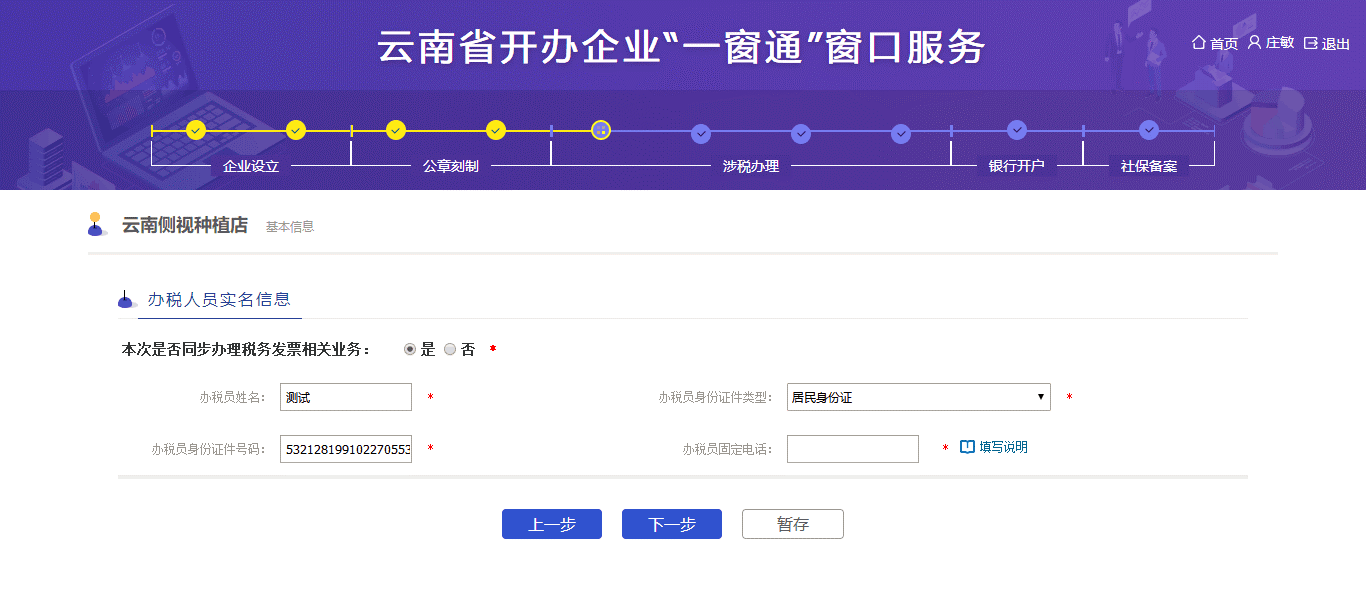 云南省开办企业“一窗通”窗口服务
首页 庄敏 退出
企业设立 公章刻制 涉税办理 银行开户 社保备案
云南侧视种植店 基本信息
办税人员实名信息
本次是否同步办理税务发票相关业务： 是 否 *
办税员姓名： 测试 * 办税员身份证件类型： 居民身份证 *
办税员身份证件号码： 532128199102270553 * 办税员固定电话： * 填写说明
上一步 下一步 暂存